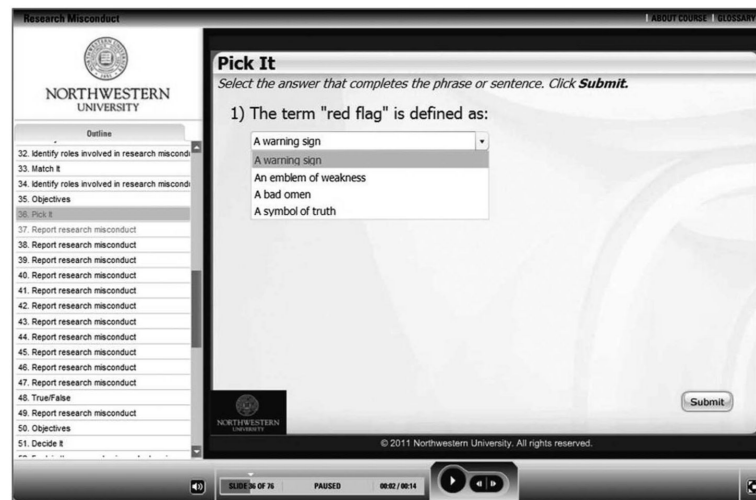 Research Misconduct
| ABOUT COURSE | GLOSSARY
NORTHWESTERN
UNIVERSITY
Outline
32. Identify roles involved in research miscond
33. Match It
34. Identify roles involved in research miscond
35. Objectives
36. Pick It
37. Report research misconduct
38. Report research misconduct
39. Report research misconduct
40. Report research misconduct
41. Report research misconduct
42. Report research misconduct
43. Report research misconduct
44. Report research misconduct
45. Report research misconduct
46. Report research misconduct
47. Report research misconduct
48. True/False
49. Report research misconduct
50. Objectives
51. Decide It
Pick It
Select the answer that completes the phrase or sentence. Click Submit.
1) The term "red flag" is defined as:
A warning sign
A warning sign
An emblem of weakness
A bad omen
A symbol of truth
Submit
NORTHWESTERN
UNIVERSITY
© 2011 Northwestern University. All rights reserved.
SLIDE 36 OF 76
PAUSED
00:02 / 00:14